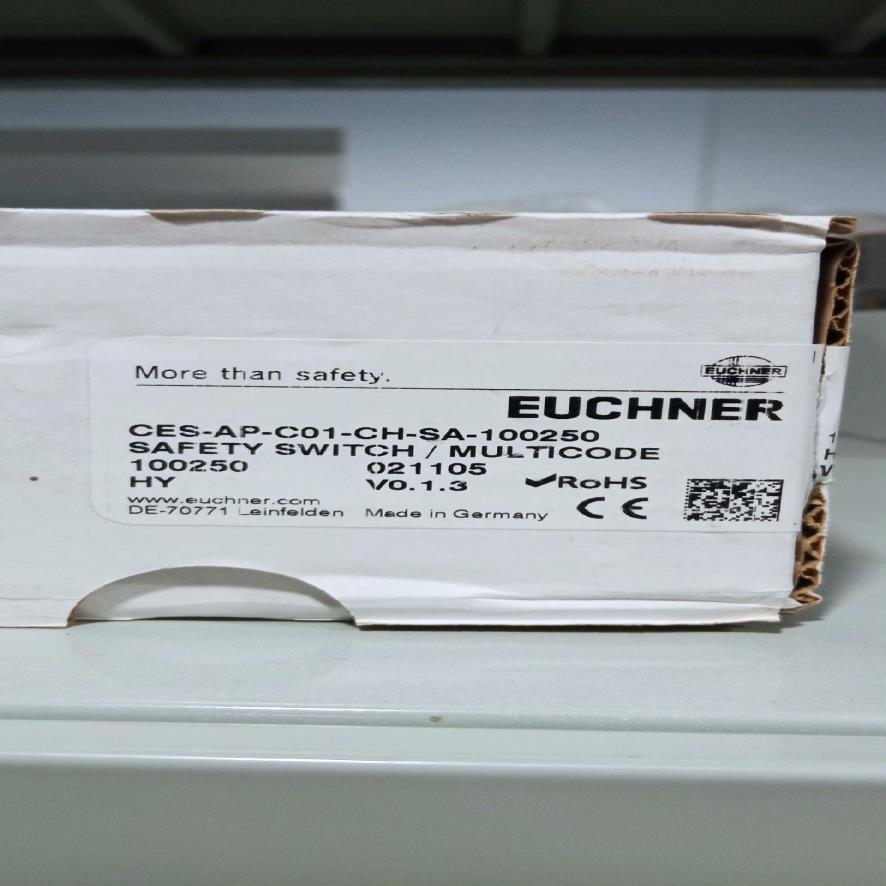 More than safety.
EUCHNER
EUCHNER
CES-AP-C01-CH-SA-100250
SAFETY SWITCH / MULTICODE
100250 021105
HY V0.1.3 ✔RoHS
www.euchner.com
DE-70771 Leinfelden Made in Germany CE
1
H
V